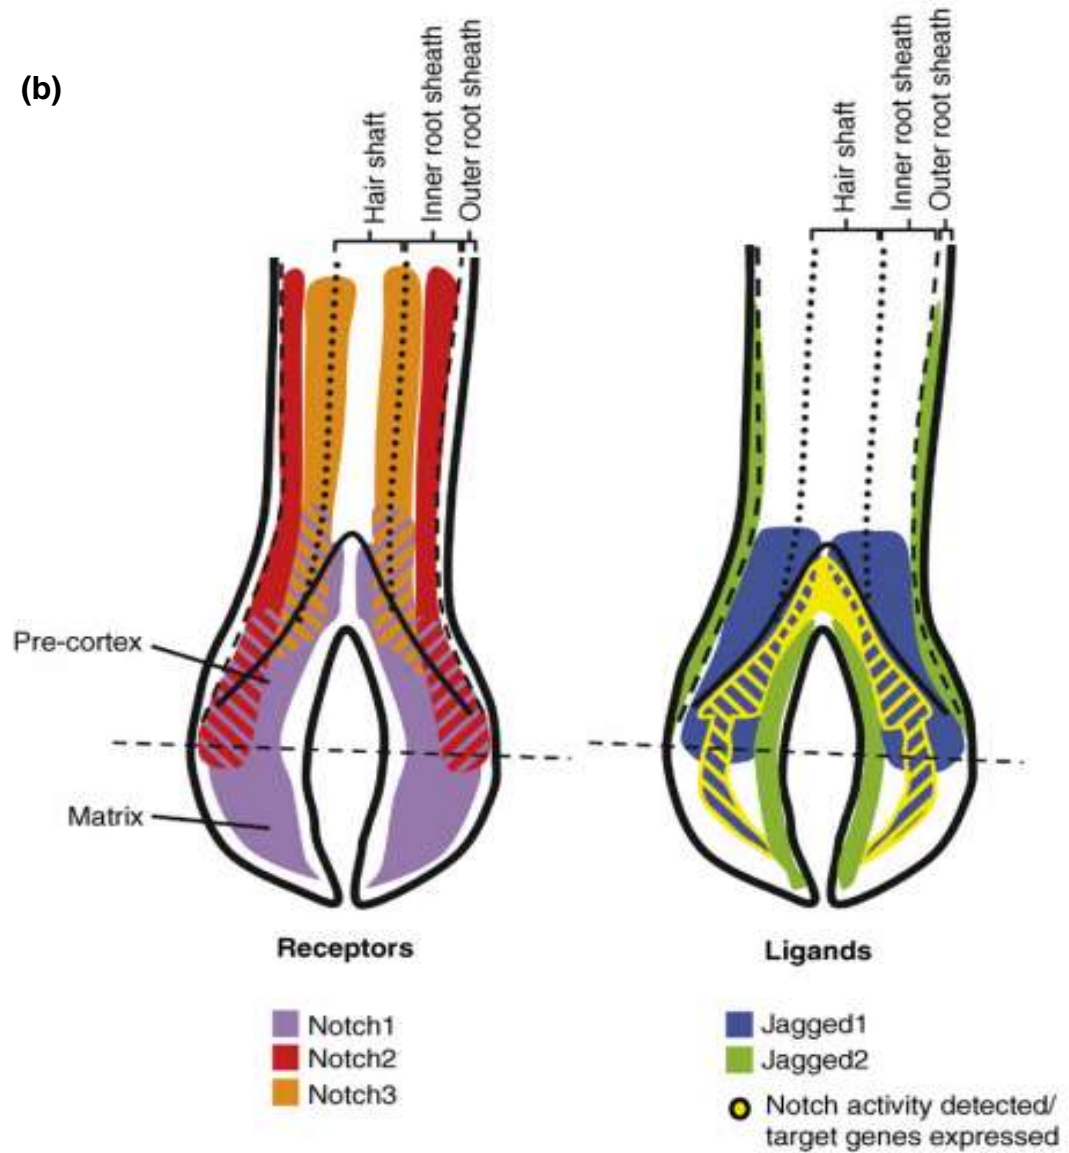 (b)
Hair shaft
Inner root sheath
Outer root sheath
Hair shaft
Inner root sheath
Outer root sheath
Pre-cortex
Matrix
Receptors
Ligands
Notch1
Notch2
Notch3
Jagged1
Jagged2
Notch activity detected/
target genes expressed